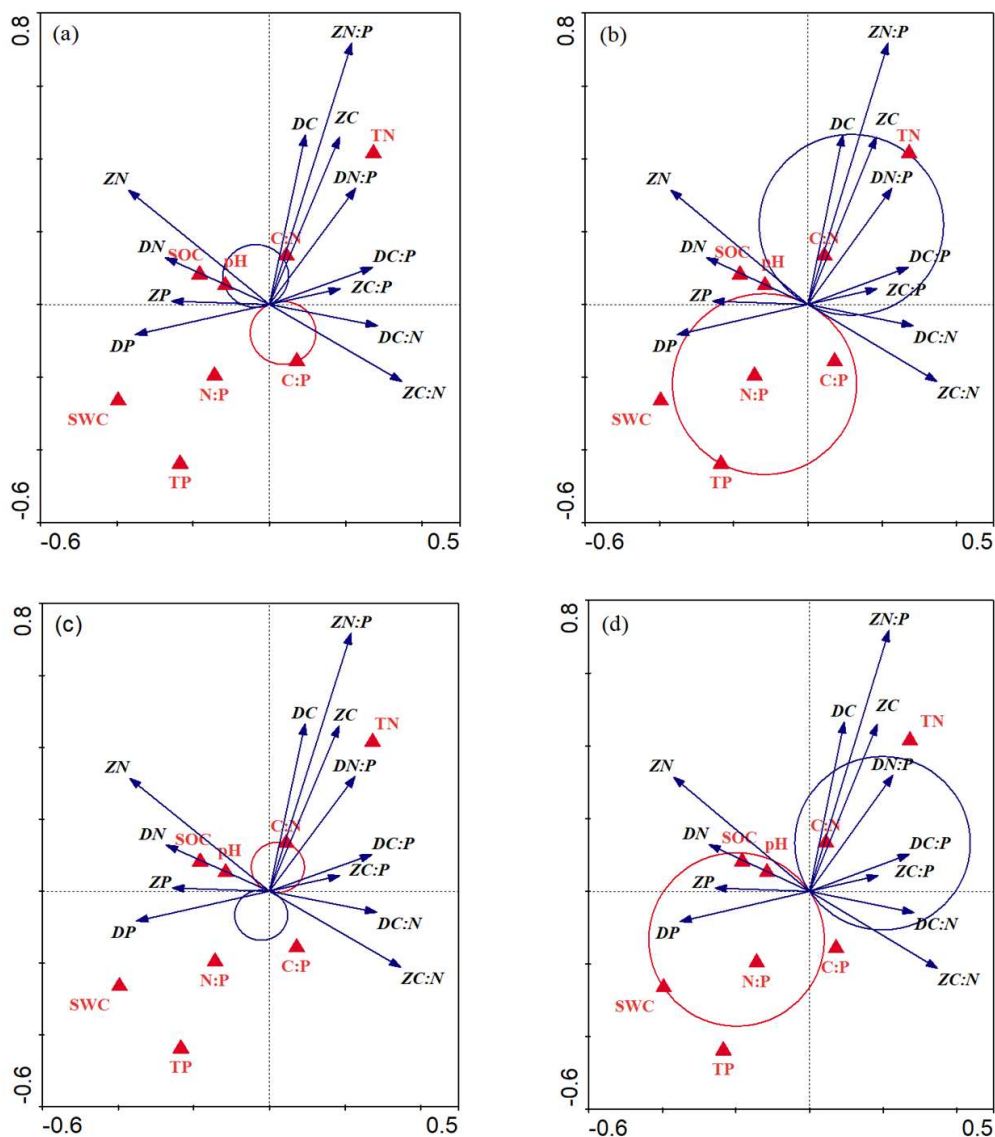 0.8
(a)
ZN:P
DC
ZC
TN
ZN
DN:P
DN
SOC
pH
C:N
DC:P
ZP
ZC:P
DP
DC:N
C:P
N:P
ZC:N
SWC
TP
-0.6
-0.6
0.5
0.8
(b)
ZN:P
DC
ZC
TN
ZN
DN:P
DN
SOC
pH
C:N
DC:P
ZP
ZC:P
DP
DC:N
C:P
N:P
ZC:N
SWC
TP
-0.6
-0.6
0.5
0.8
(c)
ZN:P
DC
ZC
TN
ZN
DN:P
DN
SOC
pH
C:N
DC:P
ZP
ZC:P
DP
DC:N
C:P
N:P
ZC:N
SWC
TP
-0.6
-0.6
0.5
0.8
(d)
ZN:P
DC
ZC
TN
ZN
DN:P
DN
SOC
pH
C:N
DC:P
ZP
ZC:P
DP
DC:N
C:P
N:P
ZC:N
SWC
TP
-0.6
-0.6
0.5